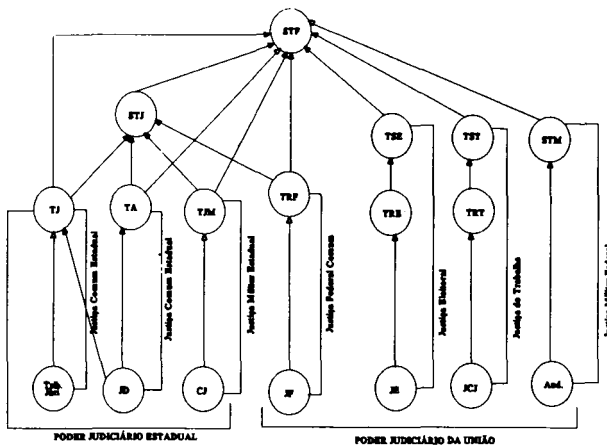 STF
STJ
TSE
TST
STM
TJ
TA
TJM
TRF
TRE
TRT
Justiça Comum Estadual
Justiça Comum Estadual
Justiça Militar Estadual
Justiça Federal Comum
Justiça Eleitoral
Justiça do Trabalho
JD
CJ
JF
JE
JCJ
Aud.
PODER JUDICIÁRIO ESTADUAL
PODER JUDICIÁRIO DA UNIÃO